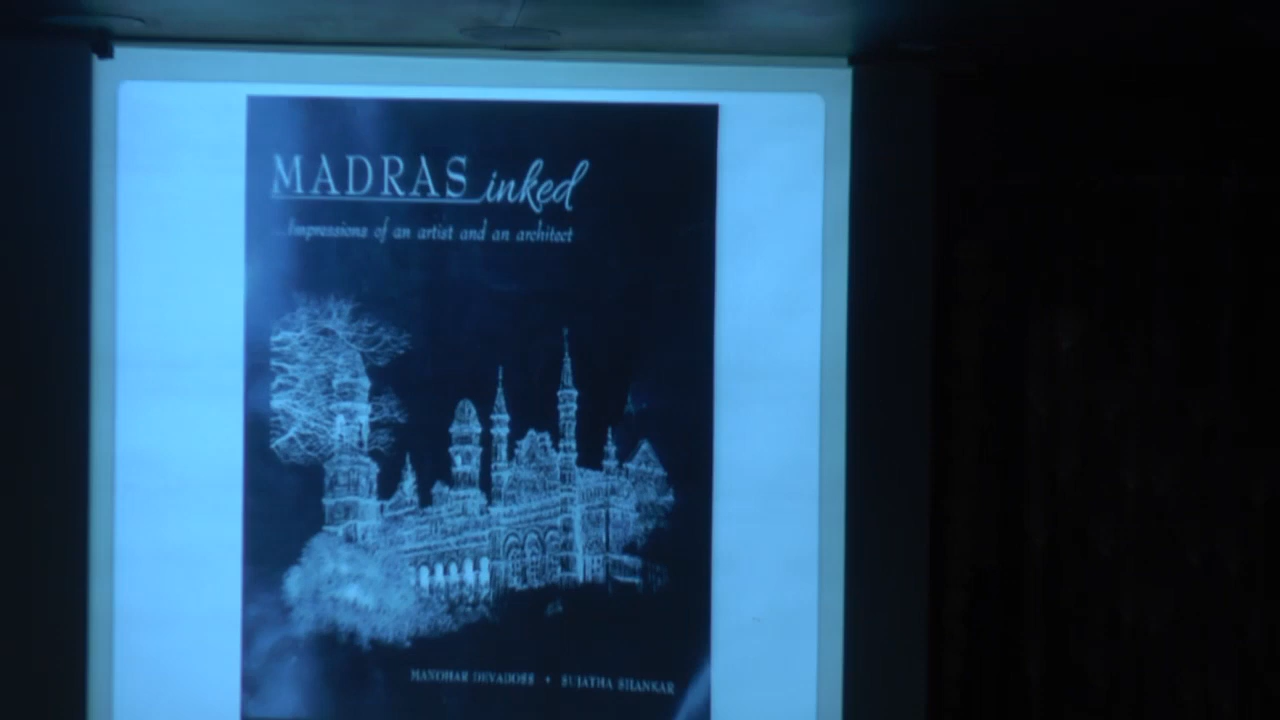 MADRAS inked
...Impressions of an artist and an architect
MANOHAR DEVADOSS • SUJATHA SHANKAR